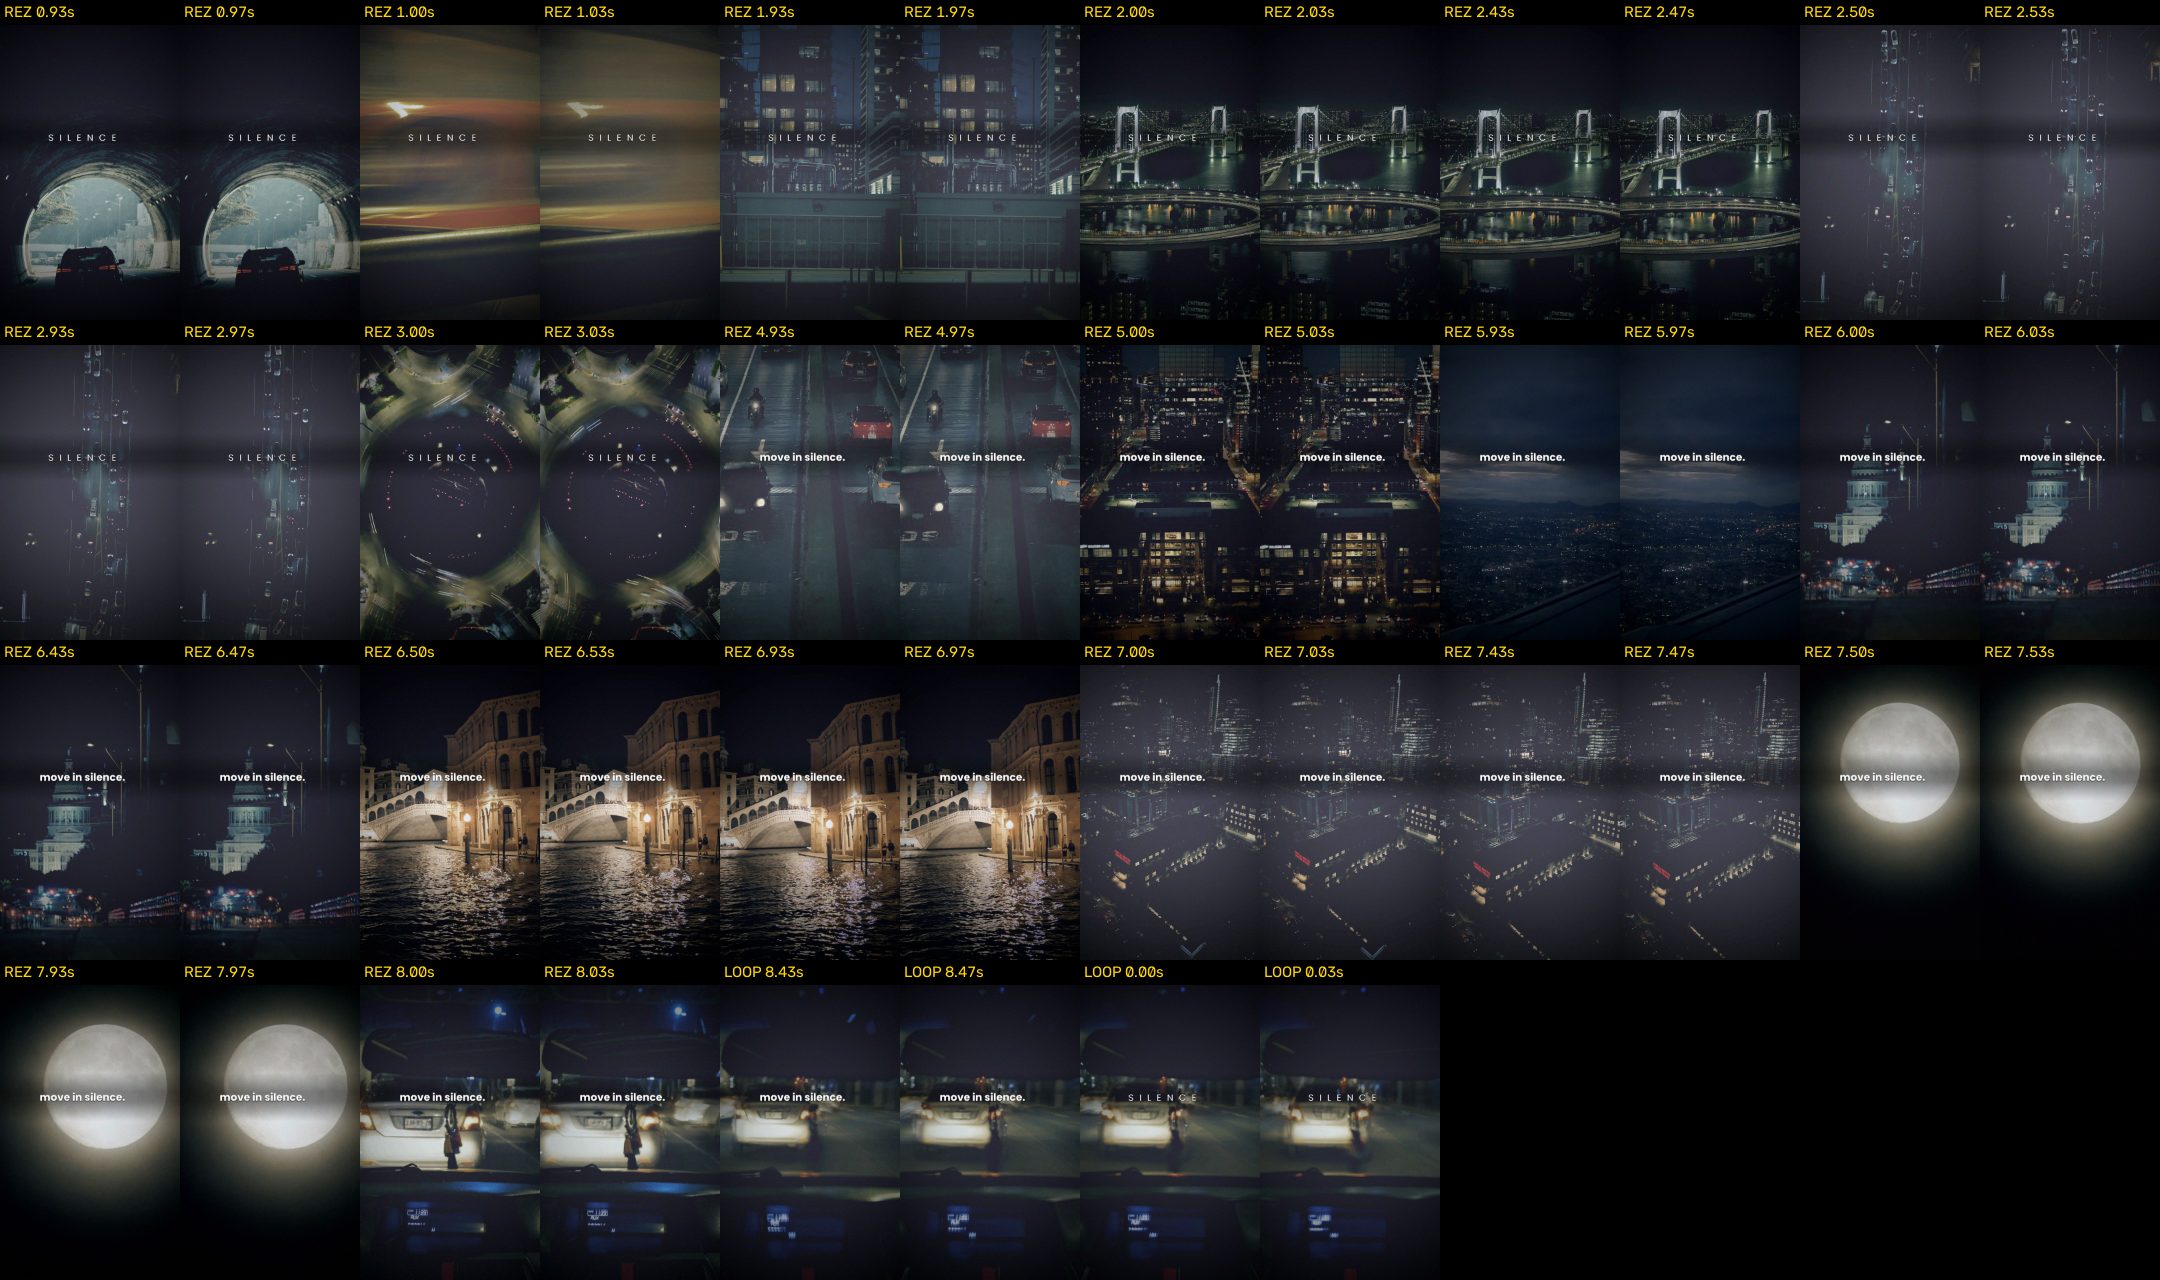 REZ 0.93s REZ 0.97s REZ 1.00s REZ 1.03s REZ 1.93s REZ 1.97s REZ 2.00s REZ 2.03s REZ 2.43s REZ 2.47s REZ 2.50s REZ 2.53s
SILENCE SILENCE SILENCE SILENCE SILENCE SILENCE SILENCE SILENCE SILENCE SILENCE SILENCE SILENCE
REZ 2.93s REZ 2.97s REZ 3.00s REZ 3.03s REZ 4.93s REZ 4.97s REZ 5.00s REZ 5.03s REZ 5.93s REZ 5.97s REZ 6.00s REZ 6.03s
SILENCE SILENCE SILENCE SILENCE move in silence. move in silence. move in silence. move in silence. move in silence. move in silence. move in silence. move in silence.
REZ 6.43s REZ 6.47s REZ 6.50s REZ 6.53s REZ 6.93s REZ 6.97s REZ 7.00s REZ 7.03s REZ 7.43s REZ 7.47s REZ 7.50s REZ 7.53s
move in silence. move in silence. move in silence. move in silence. move in silence. move in silence. move in silence. move in silence. move in silence. move in silence. move in silence. move in silence.
REZ 7.93s REZ 7.97s REZ 8.00s REZ 8.03s LOOP 8.43s LOOP 8.47s LOOP 0.00s LOOP 0.03s
move in silence. move in silence. move in silence. move in silence. move in silence. move in silence. SILENCE SILENCE